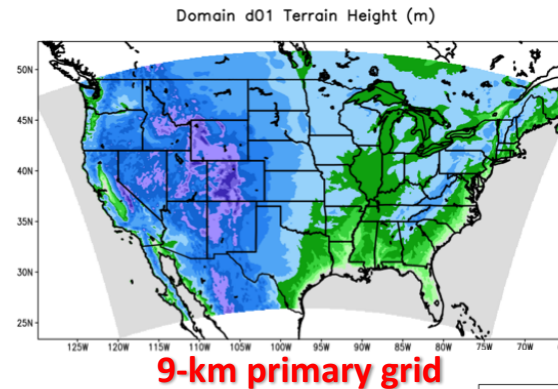 Domain d01 Terrain Height (m)
50N
45N
40N
35N
30N
25N
125W 120W 115W 110W 105W 100W 95W 90W 85W 80W 75W 70W
9-km primary grid